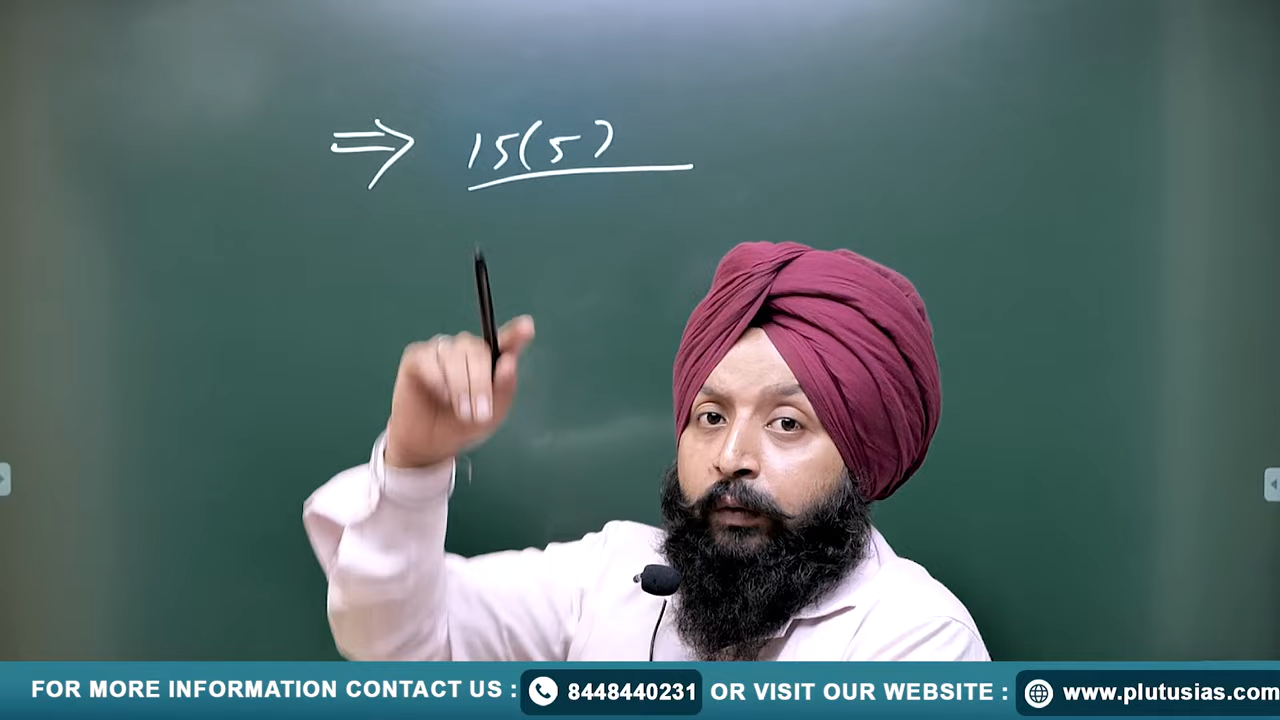 ⇒ 15(5)
FOR MORE INFORMATION CONTACT US : 8448440231 OR VISIT OUR WEBSITE : www.plutusias.com